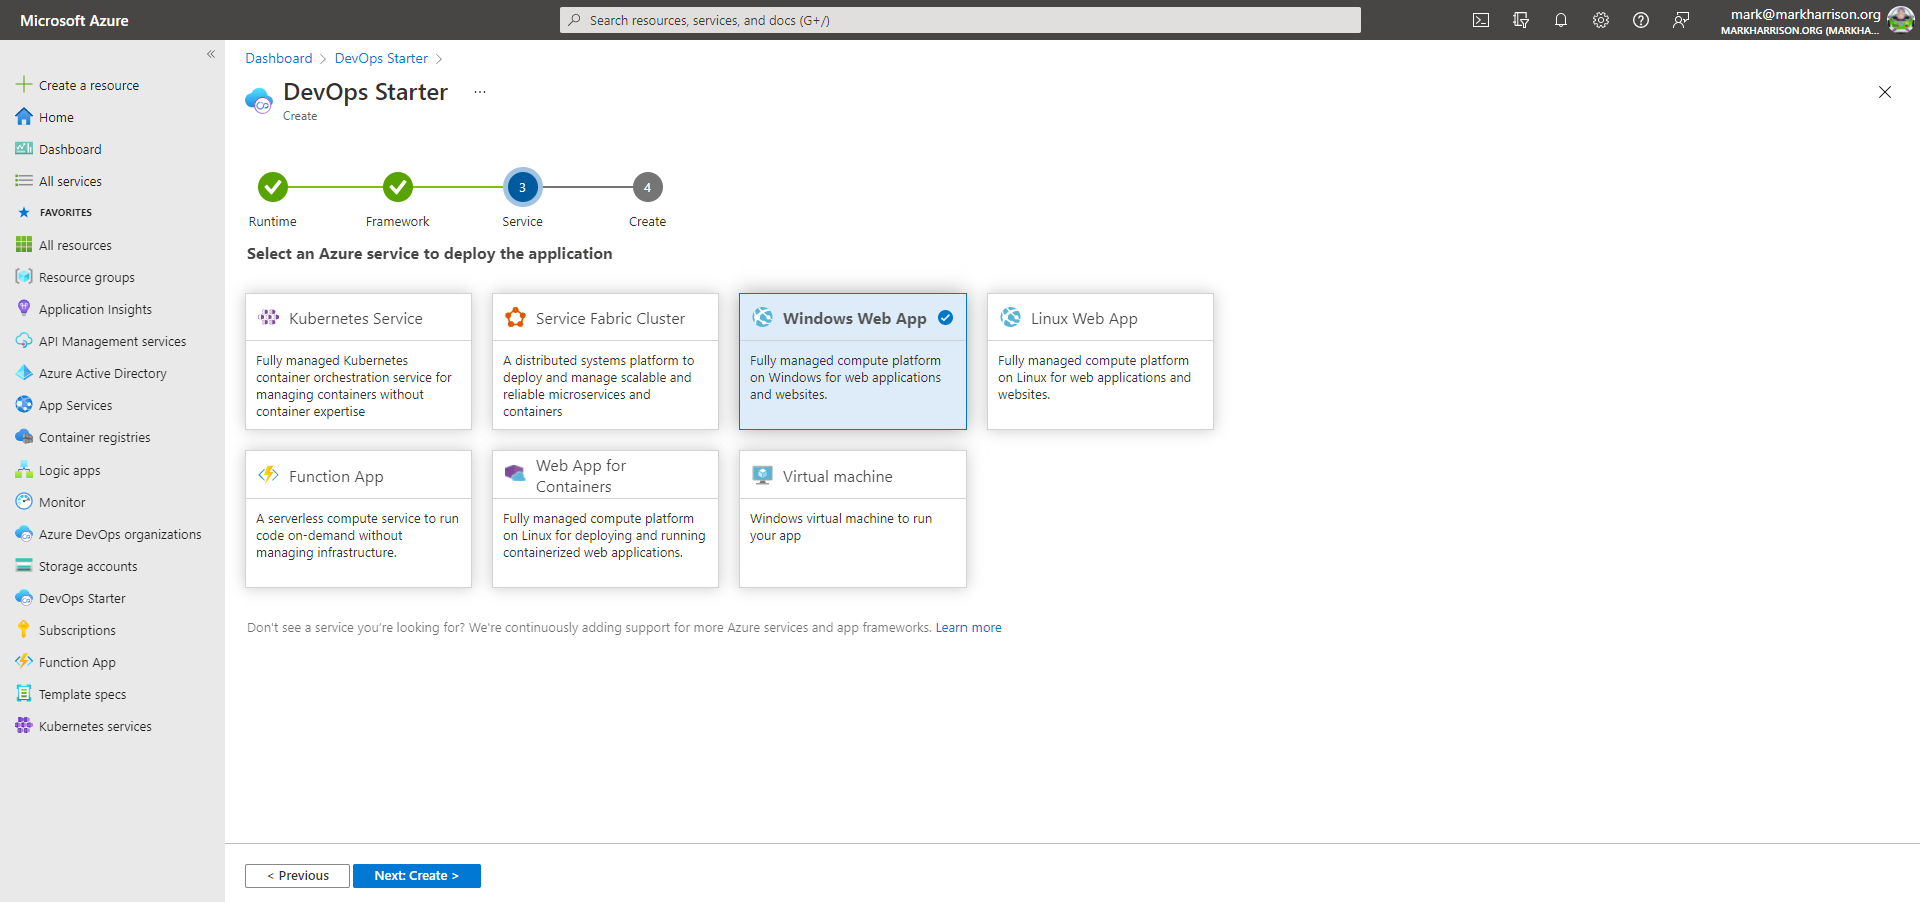 Microsoft Azure
Search resources, services, and docs (G+/)
mark@markharrison.org
MARKHARRISON.ORG (MARKHA...
«
Create a resource
Home
Dashboard
All services
FAVORITES
All resources
Resource groups
Application Insights
API Management services
Azure Active Directory
App Services
Container registries
Logic apps
Monitor
Azure DevOps organizations
Storage accounts
DevOps Starter
Subscriptions
Function App
Template specs
Kubernetes services
Dashboard > DevOps Starter >
DevOps Starter ...
Create
3
4
Runtime
Framework
Service
Create
Select an Azure service to deploy the application
Kubernetes Service
Fully managed Kubernetes
container orchestration service for
managing containers without
container expertise
Service Fabric Cluster
A distributed systems platform to
deploy and manage scalable and
reliable microservices and
containers
Windows Web App
Fully managed compute platform
on Windows for web applications
and websites.
Linux Web App
Fully managed compute platform
on Linux for web applications and
websites.
Function App
A serverless compute service to run
code on-demand without
managing infrastructure.
Web App for
Containers
Fully managed compute platform
on Linux for deploying and running
containerized web applications.
Virtual machine
Windows virtual machine to run
your app
Don't see a service you're looking for? We're continuously adding support for more Azure services and app frameworks. Learn more
< Previous
Next: Create >